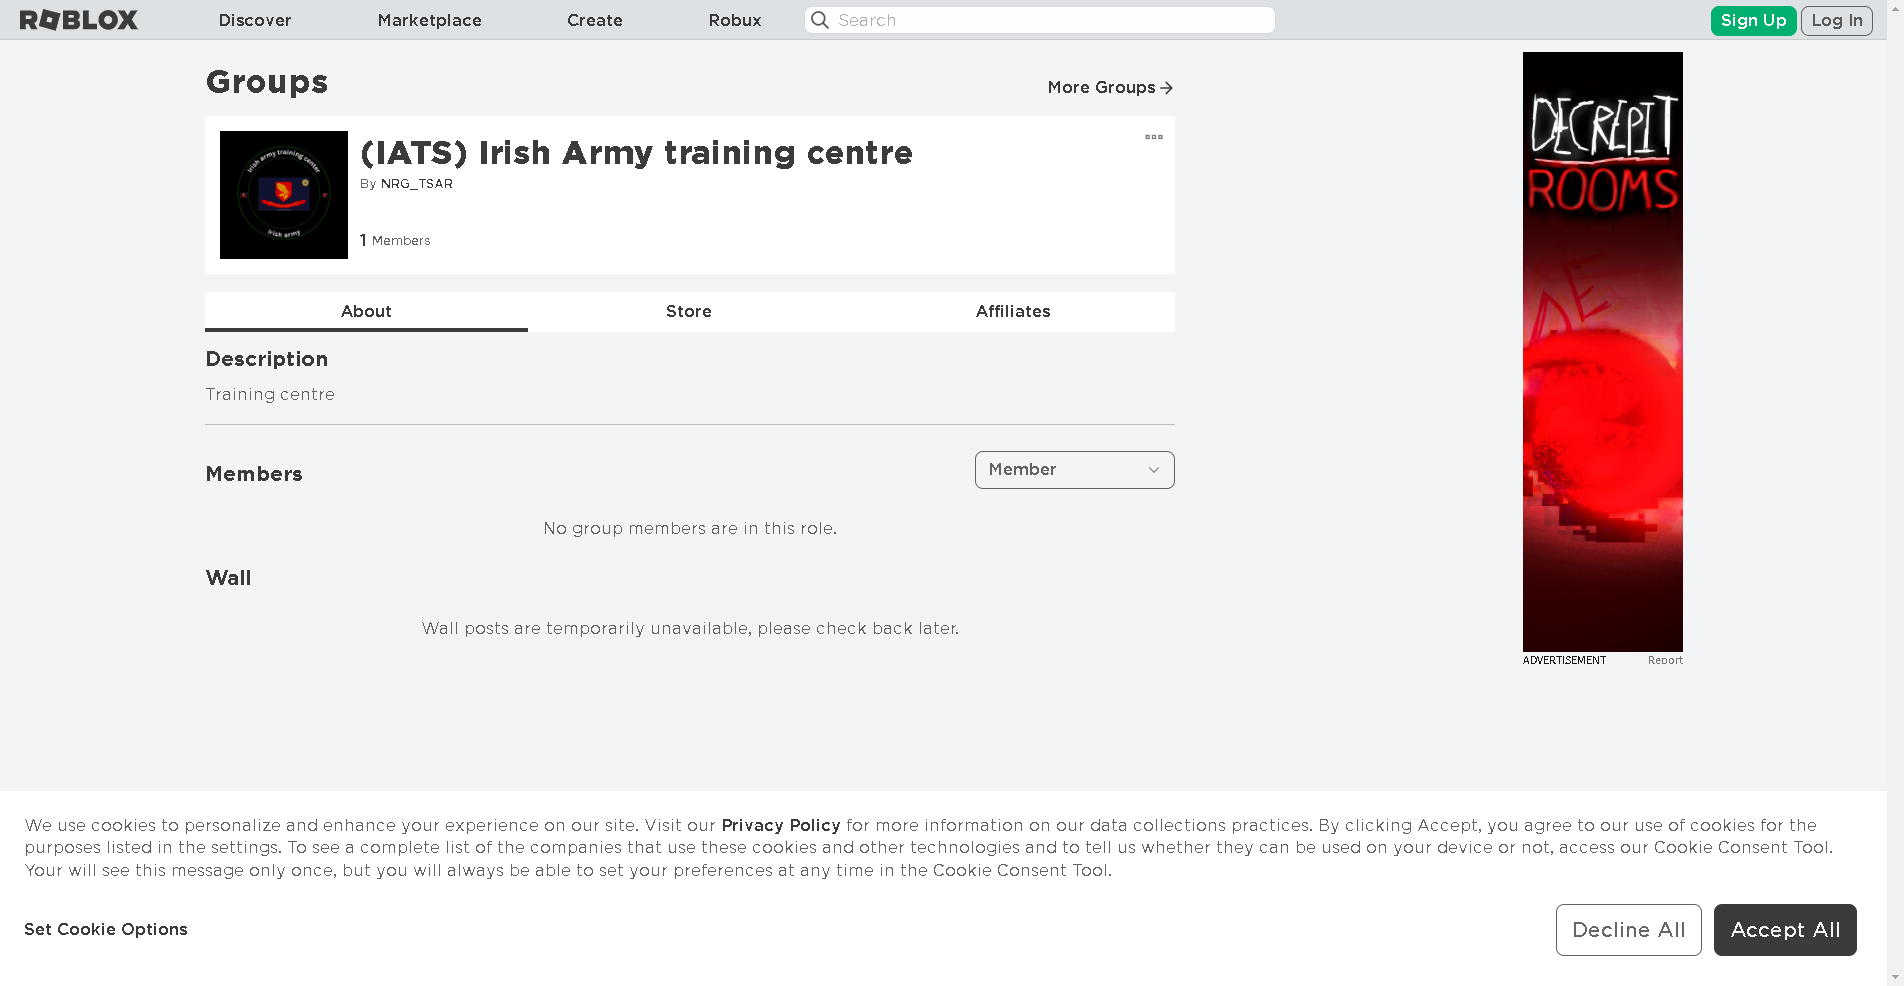 ROBLOX
Discover
Marketplace
Create
Robux
Search
Sign Up
Log In
Groups
More Groups
Irish army training center
Irish army
(IATS) Irish Army training centre
By NRG_TSAR
1 Members
About
Store
Affiliates
Description
Training centre
Members
Member
No group members are in this role.
Wall
Wall posts are temporarily unavailable, please check back later.
DECREPIT
ROOMS
ADVERTISEMENT
Report
We use cookies to personalize and enhance your experience on our site. Visit our Privacy Policy for more information on our data collections practices. By clicking Accept, you agree to our use of cookies for the
purposes listed in the settings. To see a complete list of the companies that use these cookies and other technologies and to tell us whether they can be used on your device or not, access our Cookie Consent Tool.
Your will see this message only once, but you will always be able to set your preferences at any time in the Cookie Consent Tool.
Set Cookie Options
Decline All
Accept All